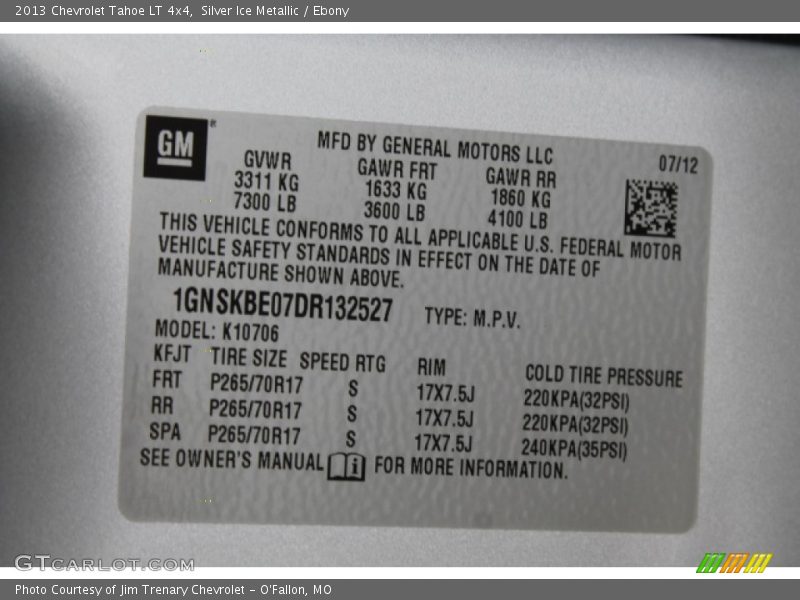 2013 Chevrolet Tahoe LT 4x4, Silver Ice Metallic / Ebony
GM®
MFD BY GENERAL MOTORS LLC 07/12
GVWR GAWR FRT GAWR RR
3311 KG 1633 KG 1860 KG
7300 LB 3600 LB 4100 LB
THIS VEHICLE CONFORMS TO ALL APPLICABLE U.S. FEDERAL MOTOR
VEHICLE SAFETY STANDARDS IN EFFECT ON THE DATE OF
MANUFACTURE SHOWN ABOVE.
1GNSKBE07DR132527 TYPE: M.P.V.
MODEL: K10706
KFJT TIRE SIZE SPEED RTG RIM COLD TIRE PRESSURE
FRT P265/70R17 S 17X7.5J 220KPA(32PSI)
RR P265/70R17 S 17X7.5J 220KPA(32PSI)
SPA P265/70R17 S 17X7.5J 240KPA(35PSI)
SEE OWNER'S MANUAL i FOR MORE INFORMATION.
GTCARLOT.COM
Photo Courtesy of Jim Trenary Chevrolet - O'Fallon, MO